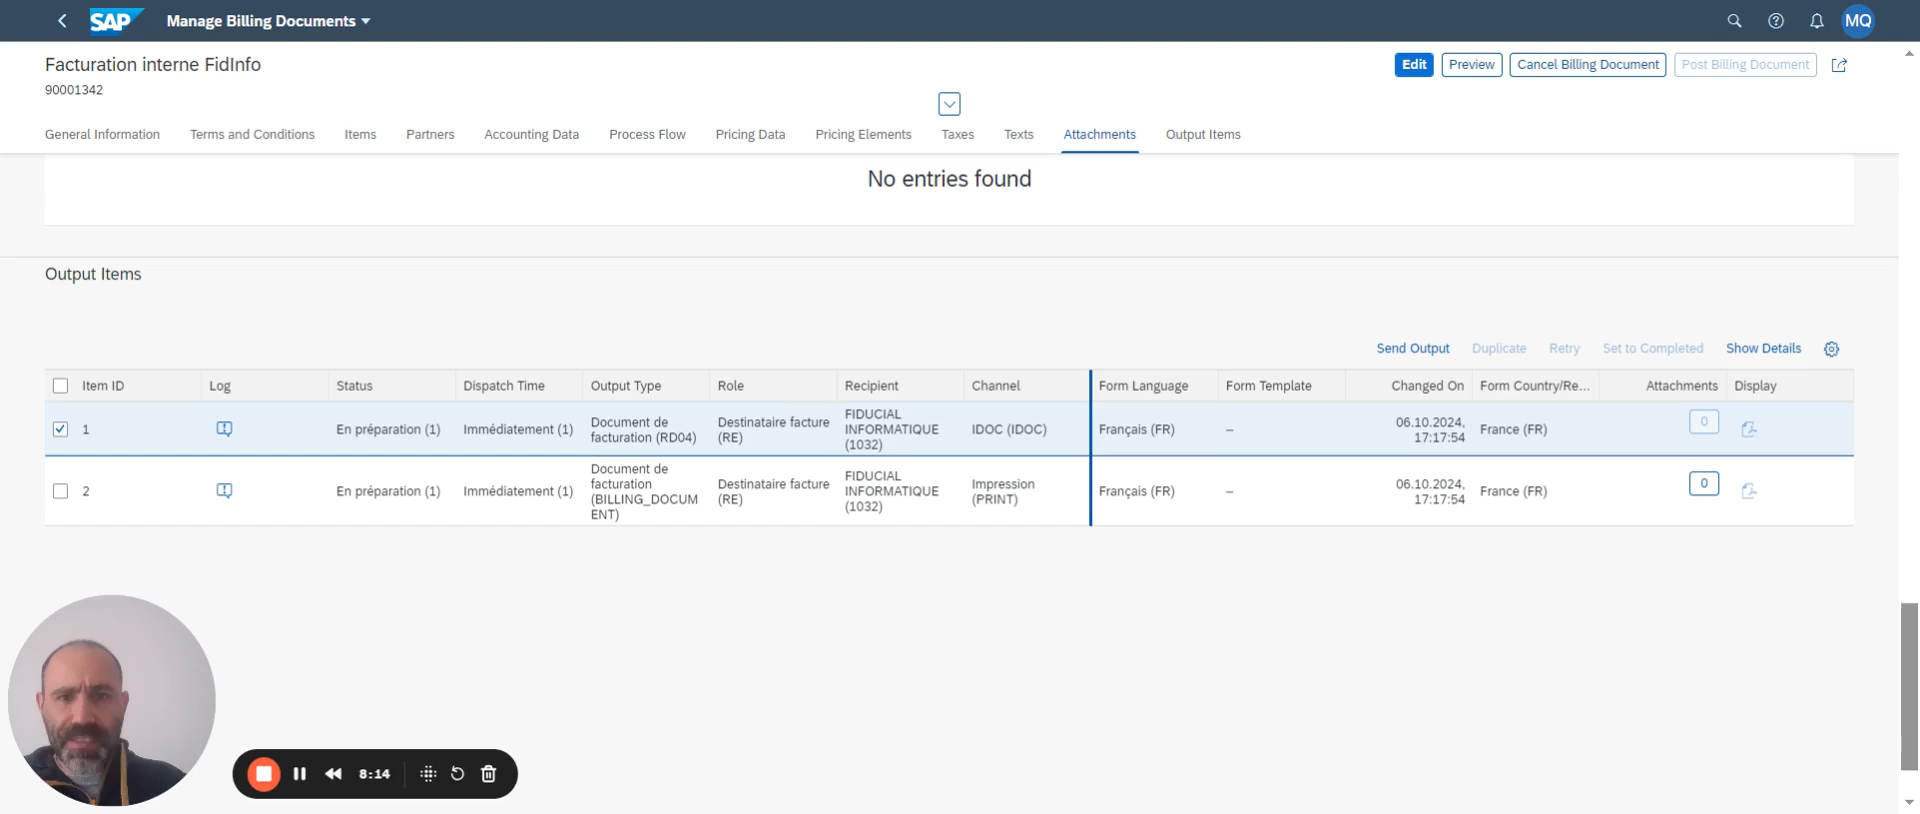 SAP Manage Billing Documents MQ
Facturation interne FidInfo
Edit Preview Cancel Billing Document Post Billing Document
90001342
General Information Terms and Conditions Items Partners Accounting Data Process Flow Pricing Data Pricing Elements Taxes Texts Attachments Output Items
No entries found
Output Items
Send Output Duplicate Retry Set to Completed Show Details
Item ID Log Status Dispatch Time Output Type Role Recipient Channel Form Language Form Template Changed On Form Country/Re... Attachments Display
1 En préparation (1) Immédiatement (1)
Document de
facturation (RD04)
Destinataire facture
(RE)
FIDUCIAL
INFORMATIQUE
(1032)
IDOC (IDOC) Français (FR) –
06.10.2024,
17:17:54
France (FR) 0
2 En préparation (1) Immédiatement (1)
Document de
facturation
(BILLING_DOCUM
ENT)
Destinataire facture
(RE)
FIDUCIAL
INFORMATIQUE
(1032)
Impression
(PRINT)
Français (FR) –
06.10.2024,
17:17:54
France (FR) 0
8:14